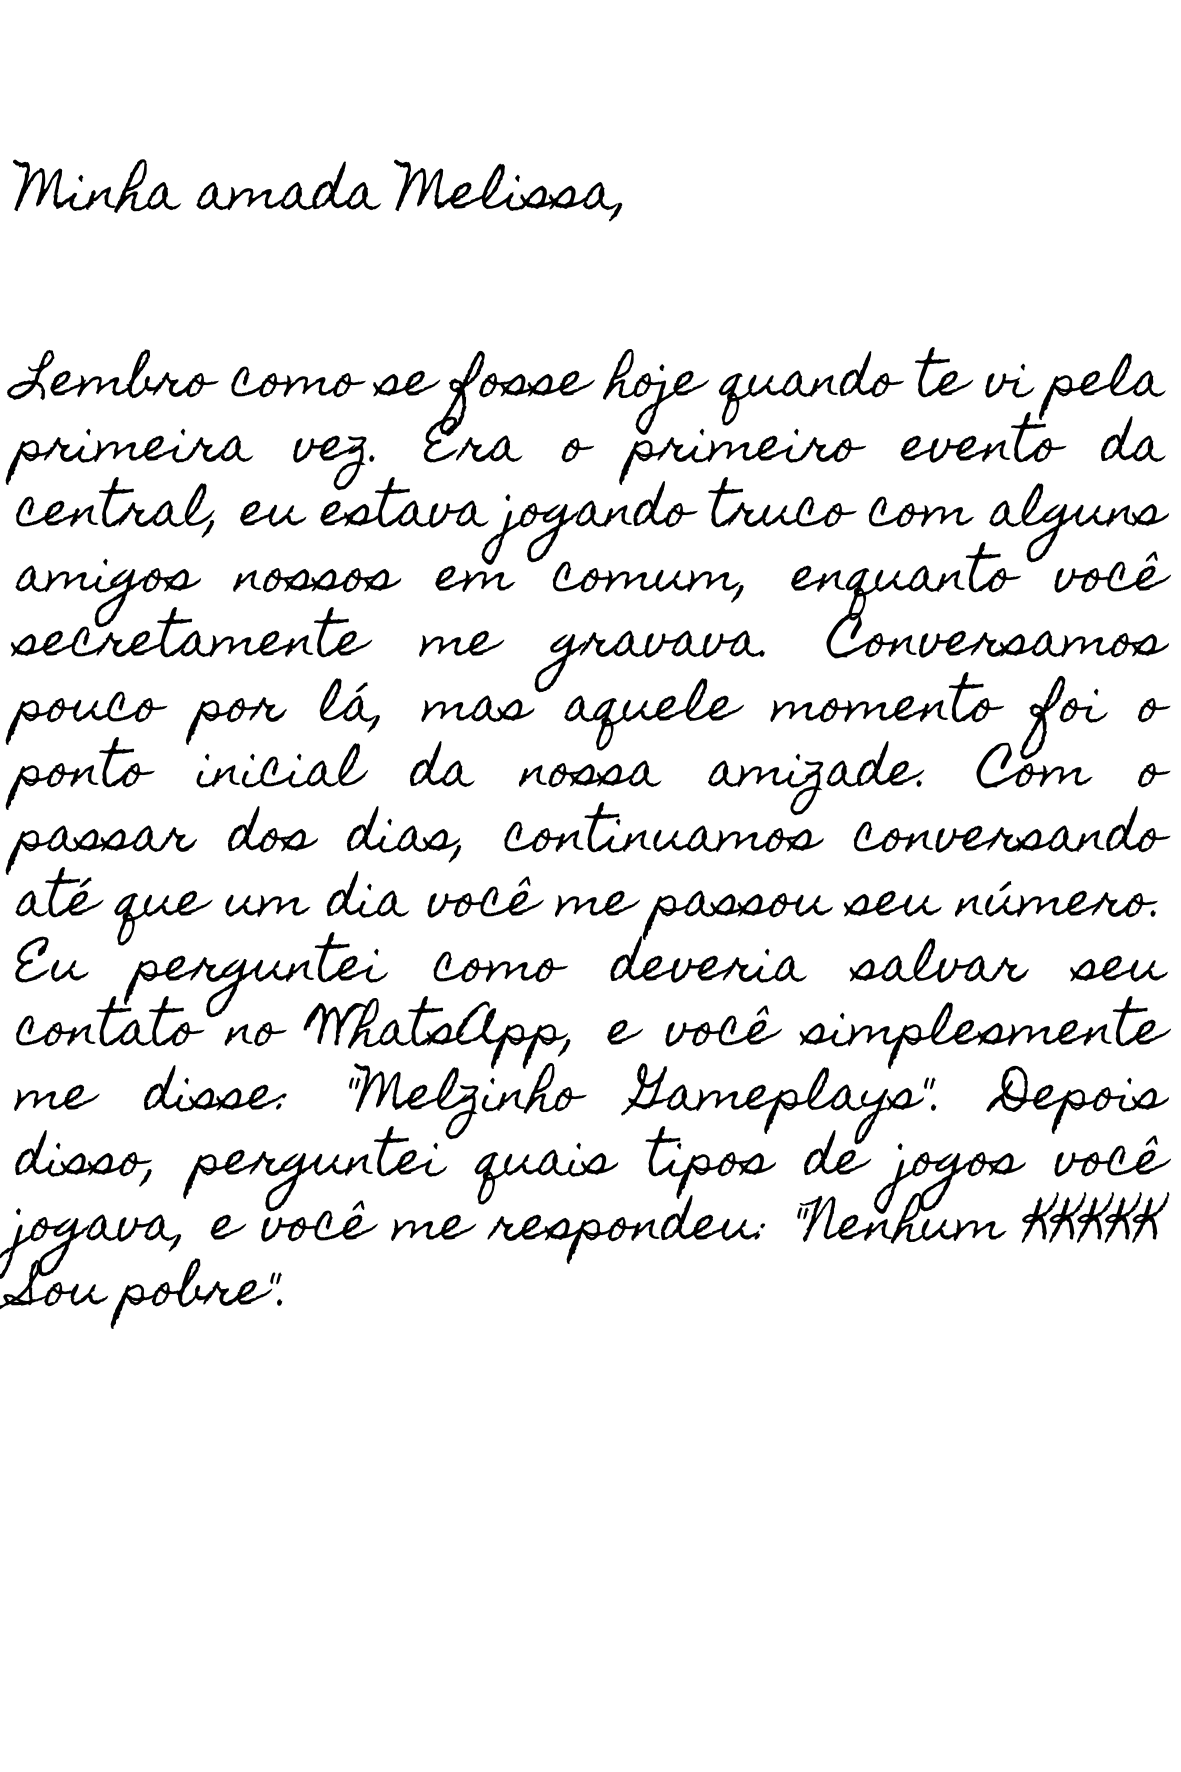 Minha amada Melissa,
Lembro como se fosse hoje quando te vi pela
primeira vez. Era o primeiro evento da
central, eu estava jogando truco com alguns
amigos nossos em comum, enquanto você
secretamente me gravava. Conversamos
pouco por lá, mas aquele momento foi o
ponto inicial da nossa amizade. Com o
passar dos dias, continuamos conversando
até que um dia você me passou seu número.
Eu perguntei como deveria salvar seu
contato no WhatsApp, e você simplesmente
me disse: "Melzinho Gameplays". Depois
disso, perguntei quais tipos de jogos você
jogava, e você me respondeu: "Nenhum KKKKK
Sou pobre".